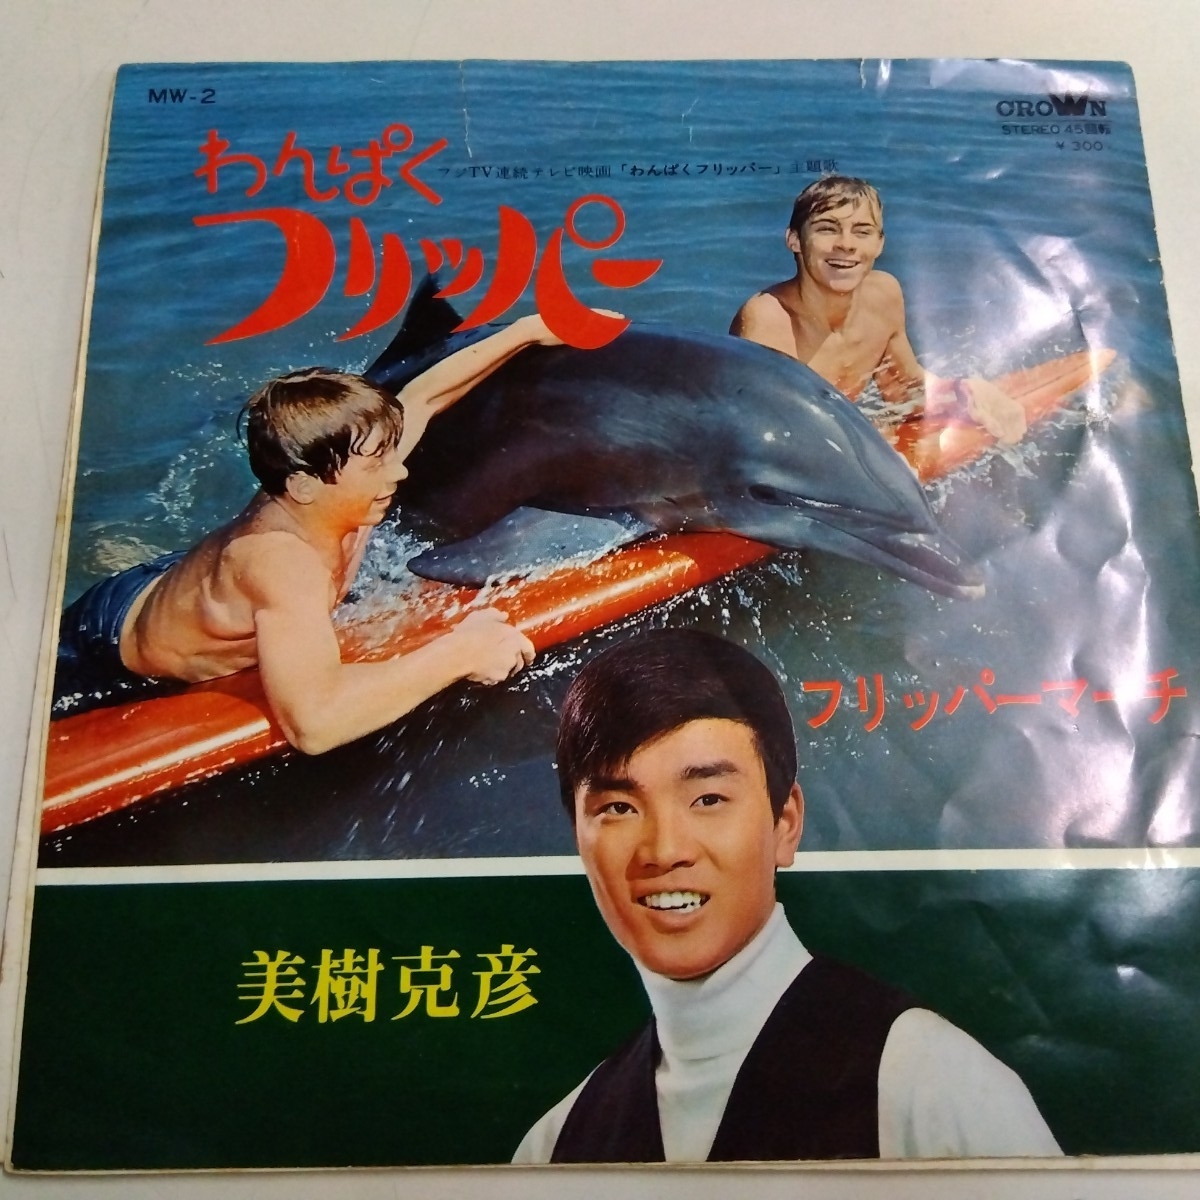 MW-2
CROWN
STEREO 45回転
¥300
わんぱく
フジTV連続テレビ映画「わんぱくフリッパー」主題歌
フリッパー
フリッパーマーチ
美樹克彦